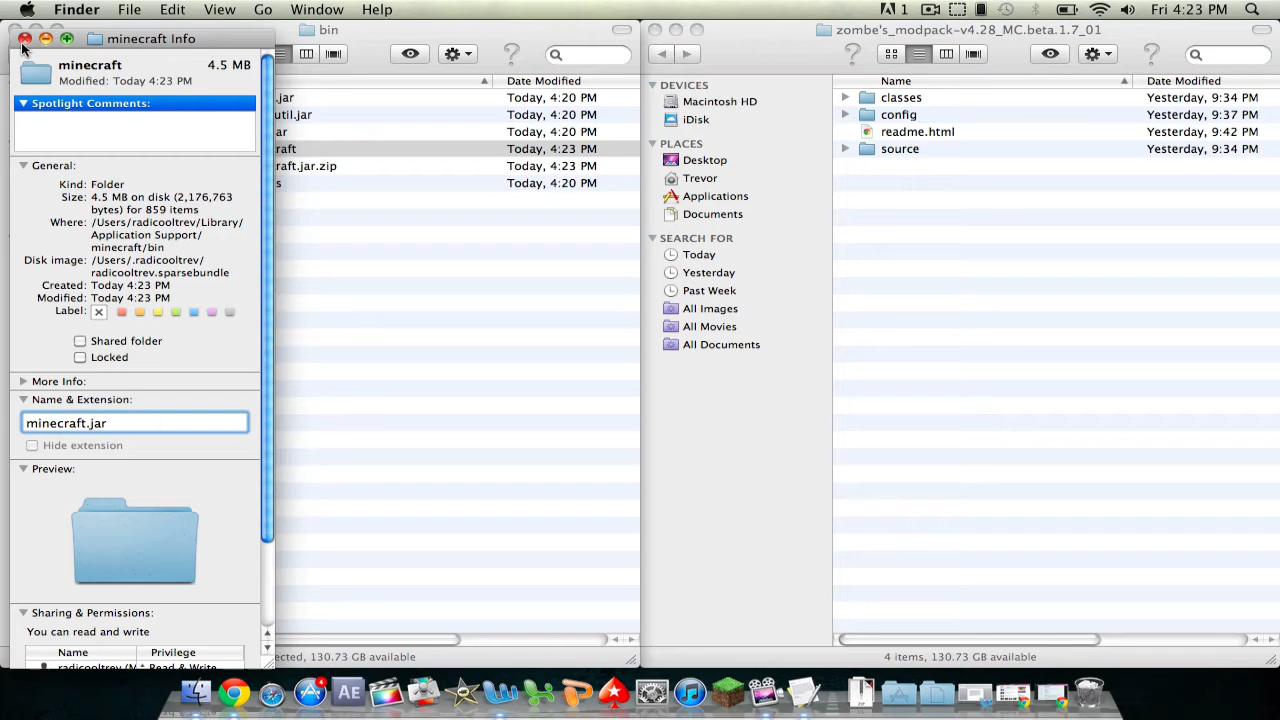 Finder File Edit View Go Window Help 1 Fri 4:23 PM
minecraft Info
bin
zombe's_modpack-v4.28_MC.beta.1.7_01
minecraft 4.5 MB
Modified: Today 4:23 PM
Spotlight Comments:
General:
Kind: Folder
Size: 4.5 MB on disk (2,176,763
bytes) for 859 items
Where: /Users/radicooltrev/Library/
Application Support/
minecraft/bin
Disk image: /Users/.radicooltrev/
radicooltrev.sparsebundle
Created: Today 4:23 PM
Modified: Today 4:23 PM
Label:
Shared folder
Locked
More Info:
Name & Extension:
minecraft.jar
Hide extension
Preview:
Sharing & Permissions:
You can read and write
Name Privilege
radicooltrev (M Read & Write
Date Modified
.jar Today, 4:20 PM
util.jar Today, 4:20 PM
ar Today, 4:20 PM
raft Today, 4:23 PM
raft.jar.zip Today, 4:23 PM
s Today, 4:20 PM
ected, 130.73 GB available
DEVICES
Macintosh HD
iDisk
PLACES
Desktop
Trevor
Applications
Documents
SEARCH FOR
Today
Yesterday
Past Week
All Images
All Movies
All Documents
Name Date Modified
classes Yesterday, 9:34 PM
config Yesterday, 9:37 PM
readme.html Yesterday, 9:42 PM
source Yesterday, 9:34 PM
4 items, 130.73 GB available
AE
ZIP